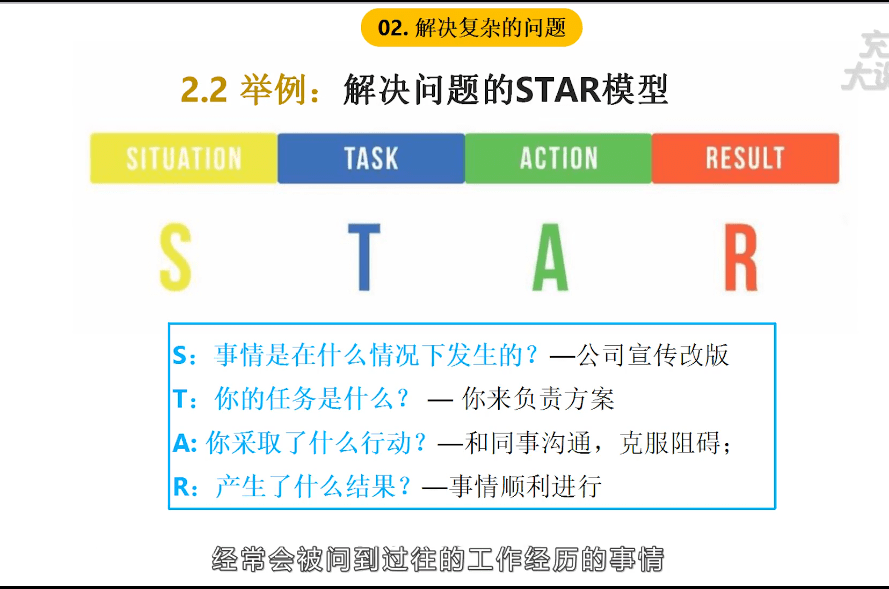 02. 解决复杂的问题
充
大
2.2 举例：解决问题的STAR模型
SITUATION TASK ACTION RESULT
S T A R
S：事情是在什么情况下发生的？—公司宣传改版
T：你的任务是什么？ — 你来负责方案
A: 你采取了什么行动？—和同事沟通，克服阻碍；
R：产生了什么结果？—事情顺利进行
经常会被问到过往的工作经历的事情